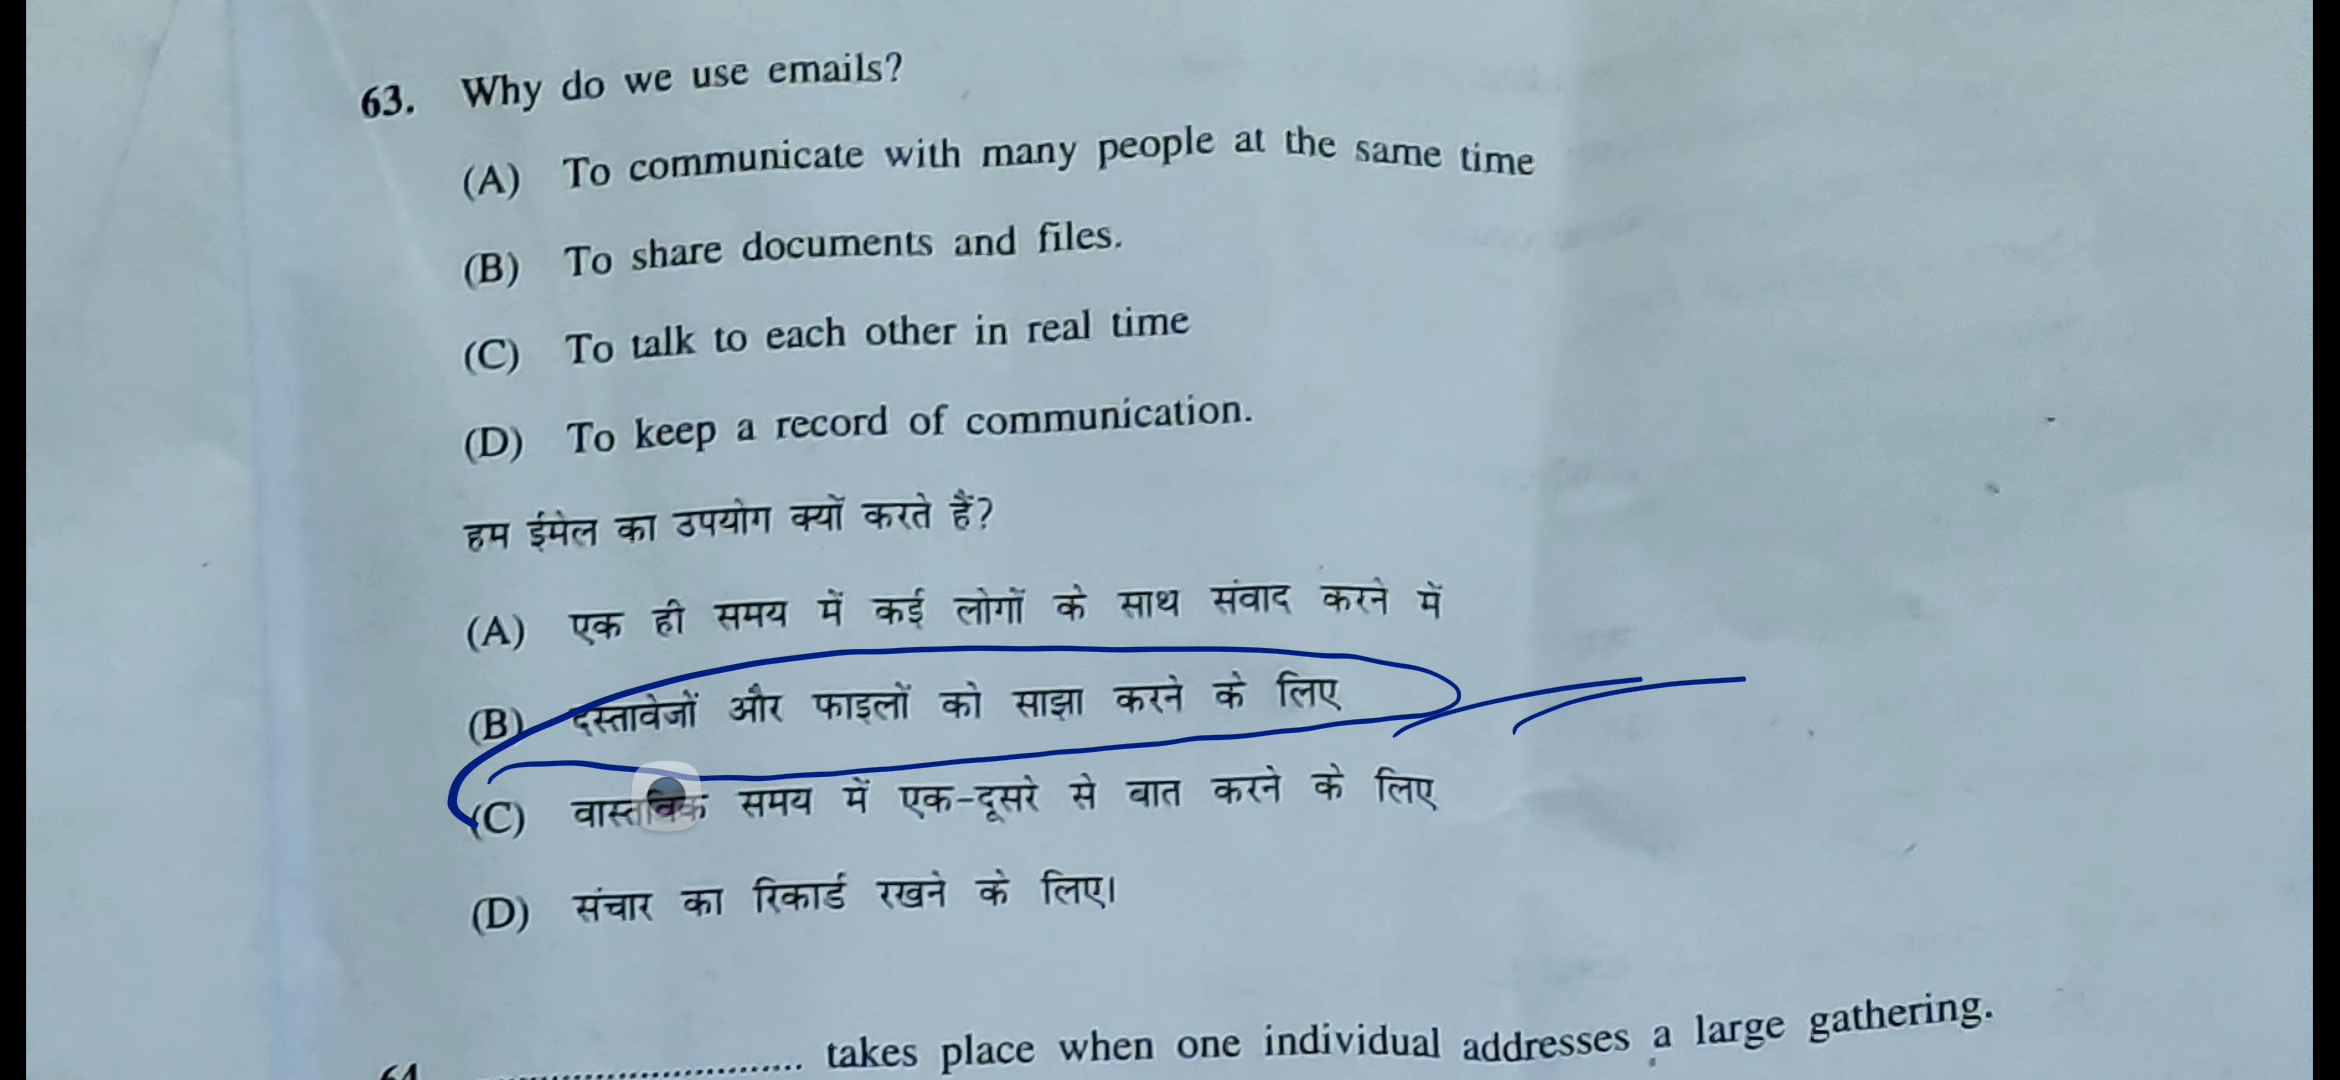 63. Why do we use emails?
(A) To communicate with many people at the same time
(B) To share documents and files.
(C) To talk to each other in real time
(D) To keep a record of communication.
हम ईमेल का उपयोग क्यों करते हैं?
(A) एक ही समय में कई लोगों के साथ संवाद करने में
(B) दस्तावेजों और फाइलों को साझा करने के लिए
(C) वास्तविक समय में एक-दूसरे से बात करने के लिए
(D) संचार का रिकार्ड रखने के लिए।
64. .............................. takes place when one individual addresses a large gathering.